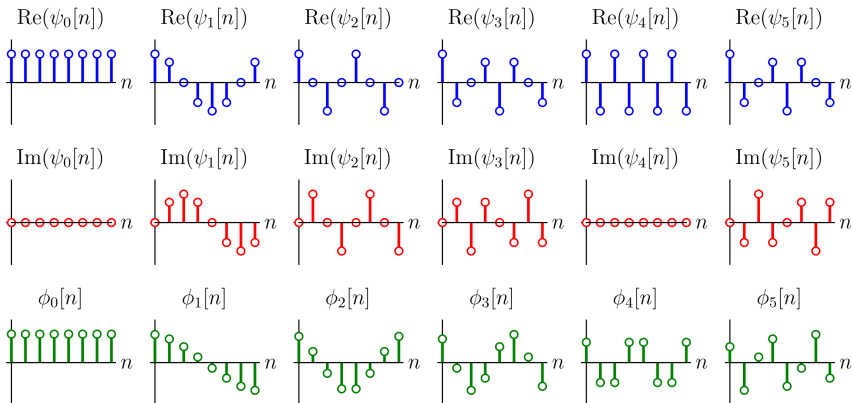 Re(ψ₀[n]) Re(ψ₁[n]) Re(ψ₂[n]) Re(ψ₃[n]) Re(ψ₄[n]) Re(ψ₅[n])
n n n n n n
Im(ψ₀[n]) Im(ψ₁[n]) Im(ψ₂[n]) Im(ψ₃[n]) Im(ψ₄[n]) Im(ψ₅[n])
n n n n n n
ϕ₀[n] ϕ₁[n] ϕ₂[n] ϕ₃[n] ϕ₄[n] ϕ₅[n]
n n n n n n